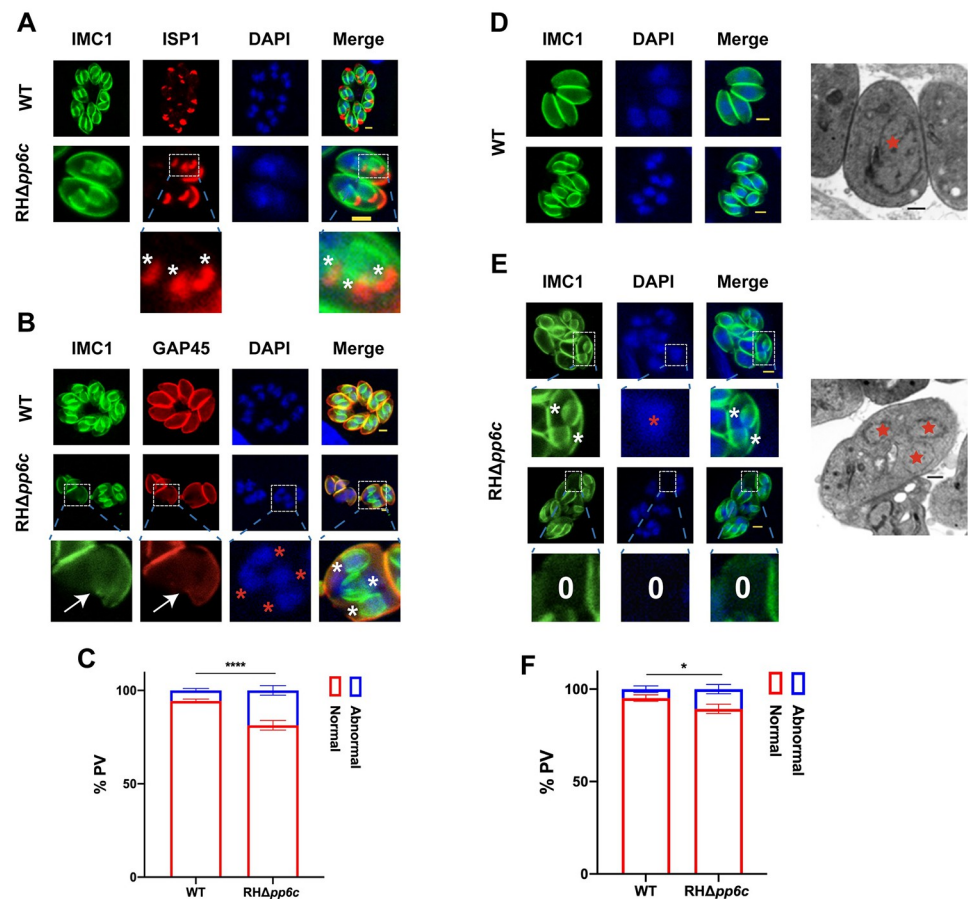 A
IMC1 ISP1 DAPI Merge
WT
RHΔpp6c
* * *
* * *
B
IMC1 GAP45 DAPI Merge
WT
RHΔpp6c
* * * *
* * *
C
****
100
50
0
% PV
WT RHΔpp6c
Normal
Abnormal
D
IMC1 DAPI Merge
WT
E
IMC1 DAPI Merge
RHΔpp6c
* *
*
* *
0 0 0
F
*
100
50
0
% PV
WT RHΔpp6c
Normal
Abnormal